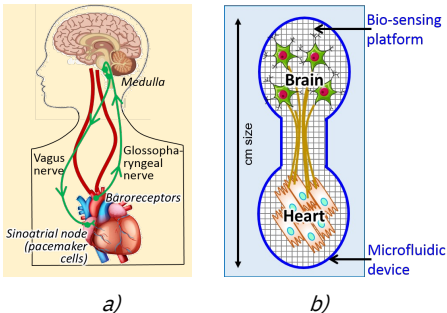 Medulla
Vagus
nerve
Glossopha-
ryngeal
nerve
Baroreceptors
Sinoatrial node
(pacemaker
cells)
a)
Bio-sensing
platform
Brain
cm size
Heart
Microfluidic
device
b)